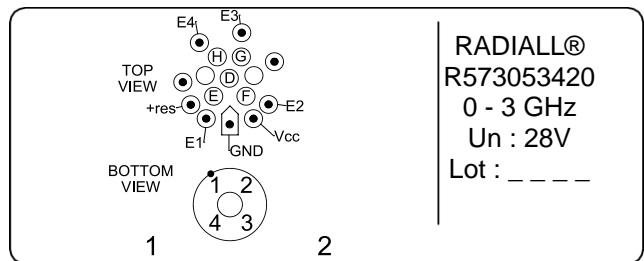 E4
E3
H G
TOP
VIEW
D
+res
E F
E2
E1
GND
Vcc
BOTTOM
VIEW
1 2
4 3
1 2
RADIALL®
R573053420
0 - 3 GHz
Un : 28V
Lot : _ _ _ _